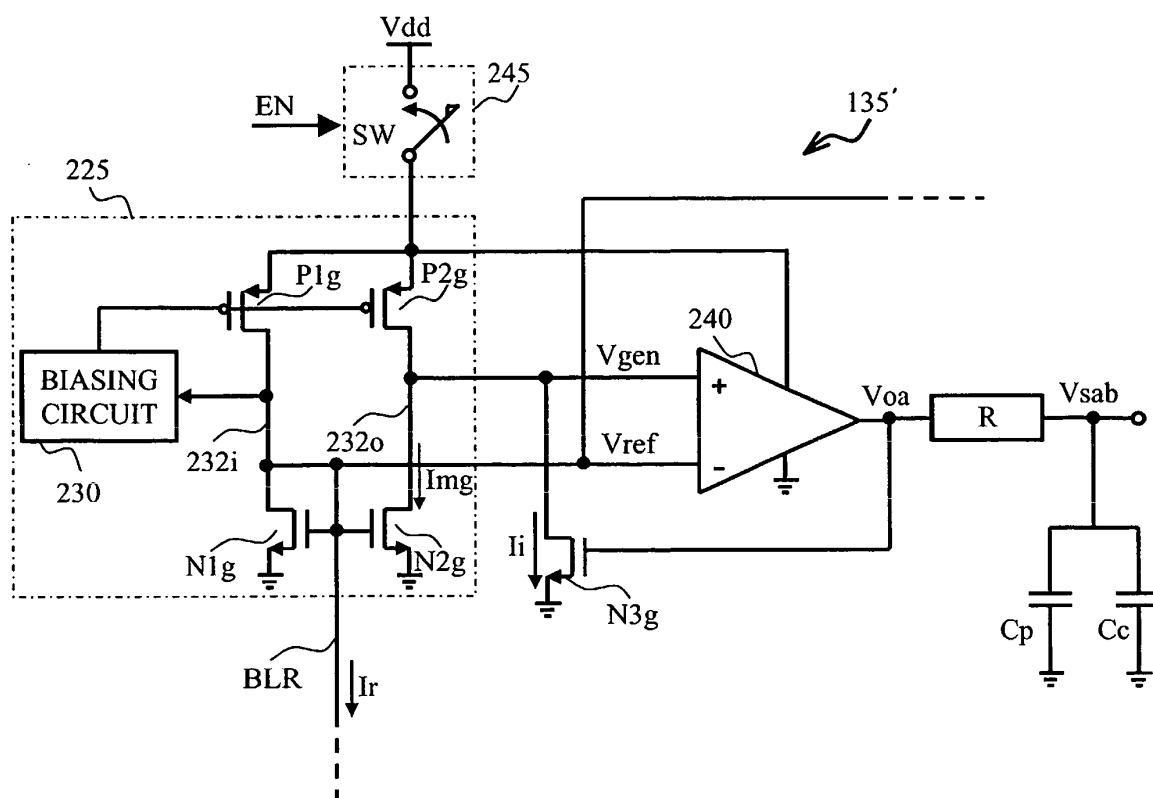 Vdd
245
EN
SW
135'
225
P1g
P2g
240
BIASING
CIRCUIT
Vgen
+
Voa
R
Vsab
232i
232o
Vref
-
230
Img
N1g
N2g
Ii
N3g
Cp
Cc
BLR
Ir